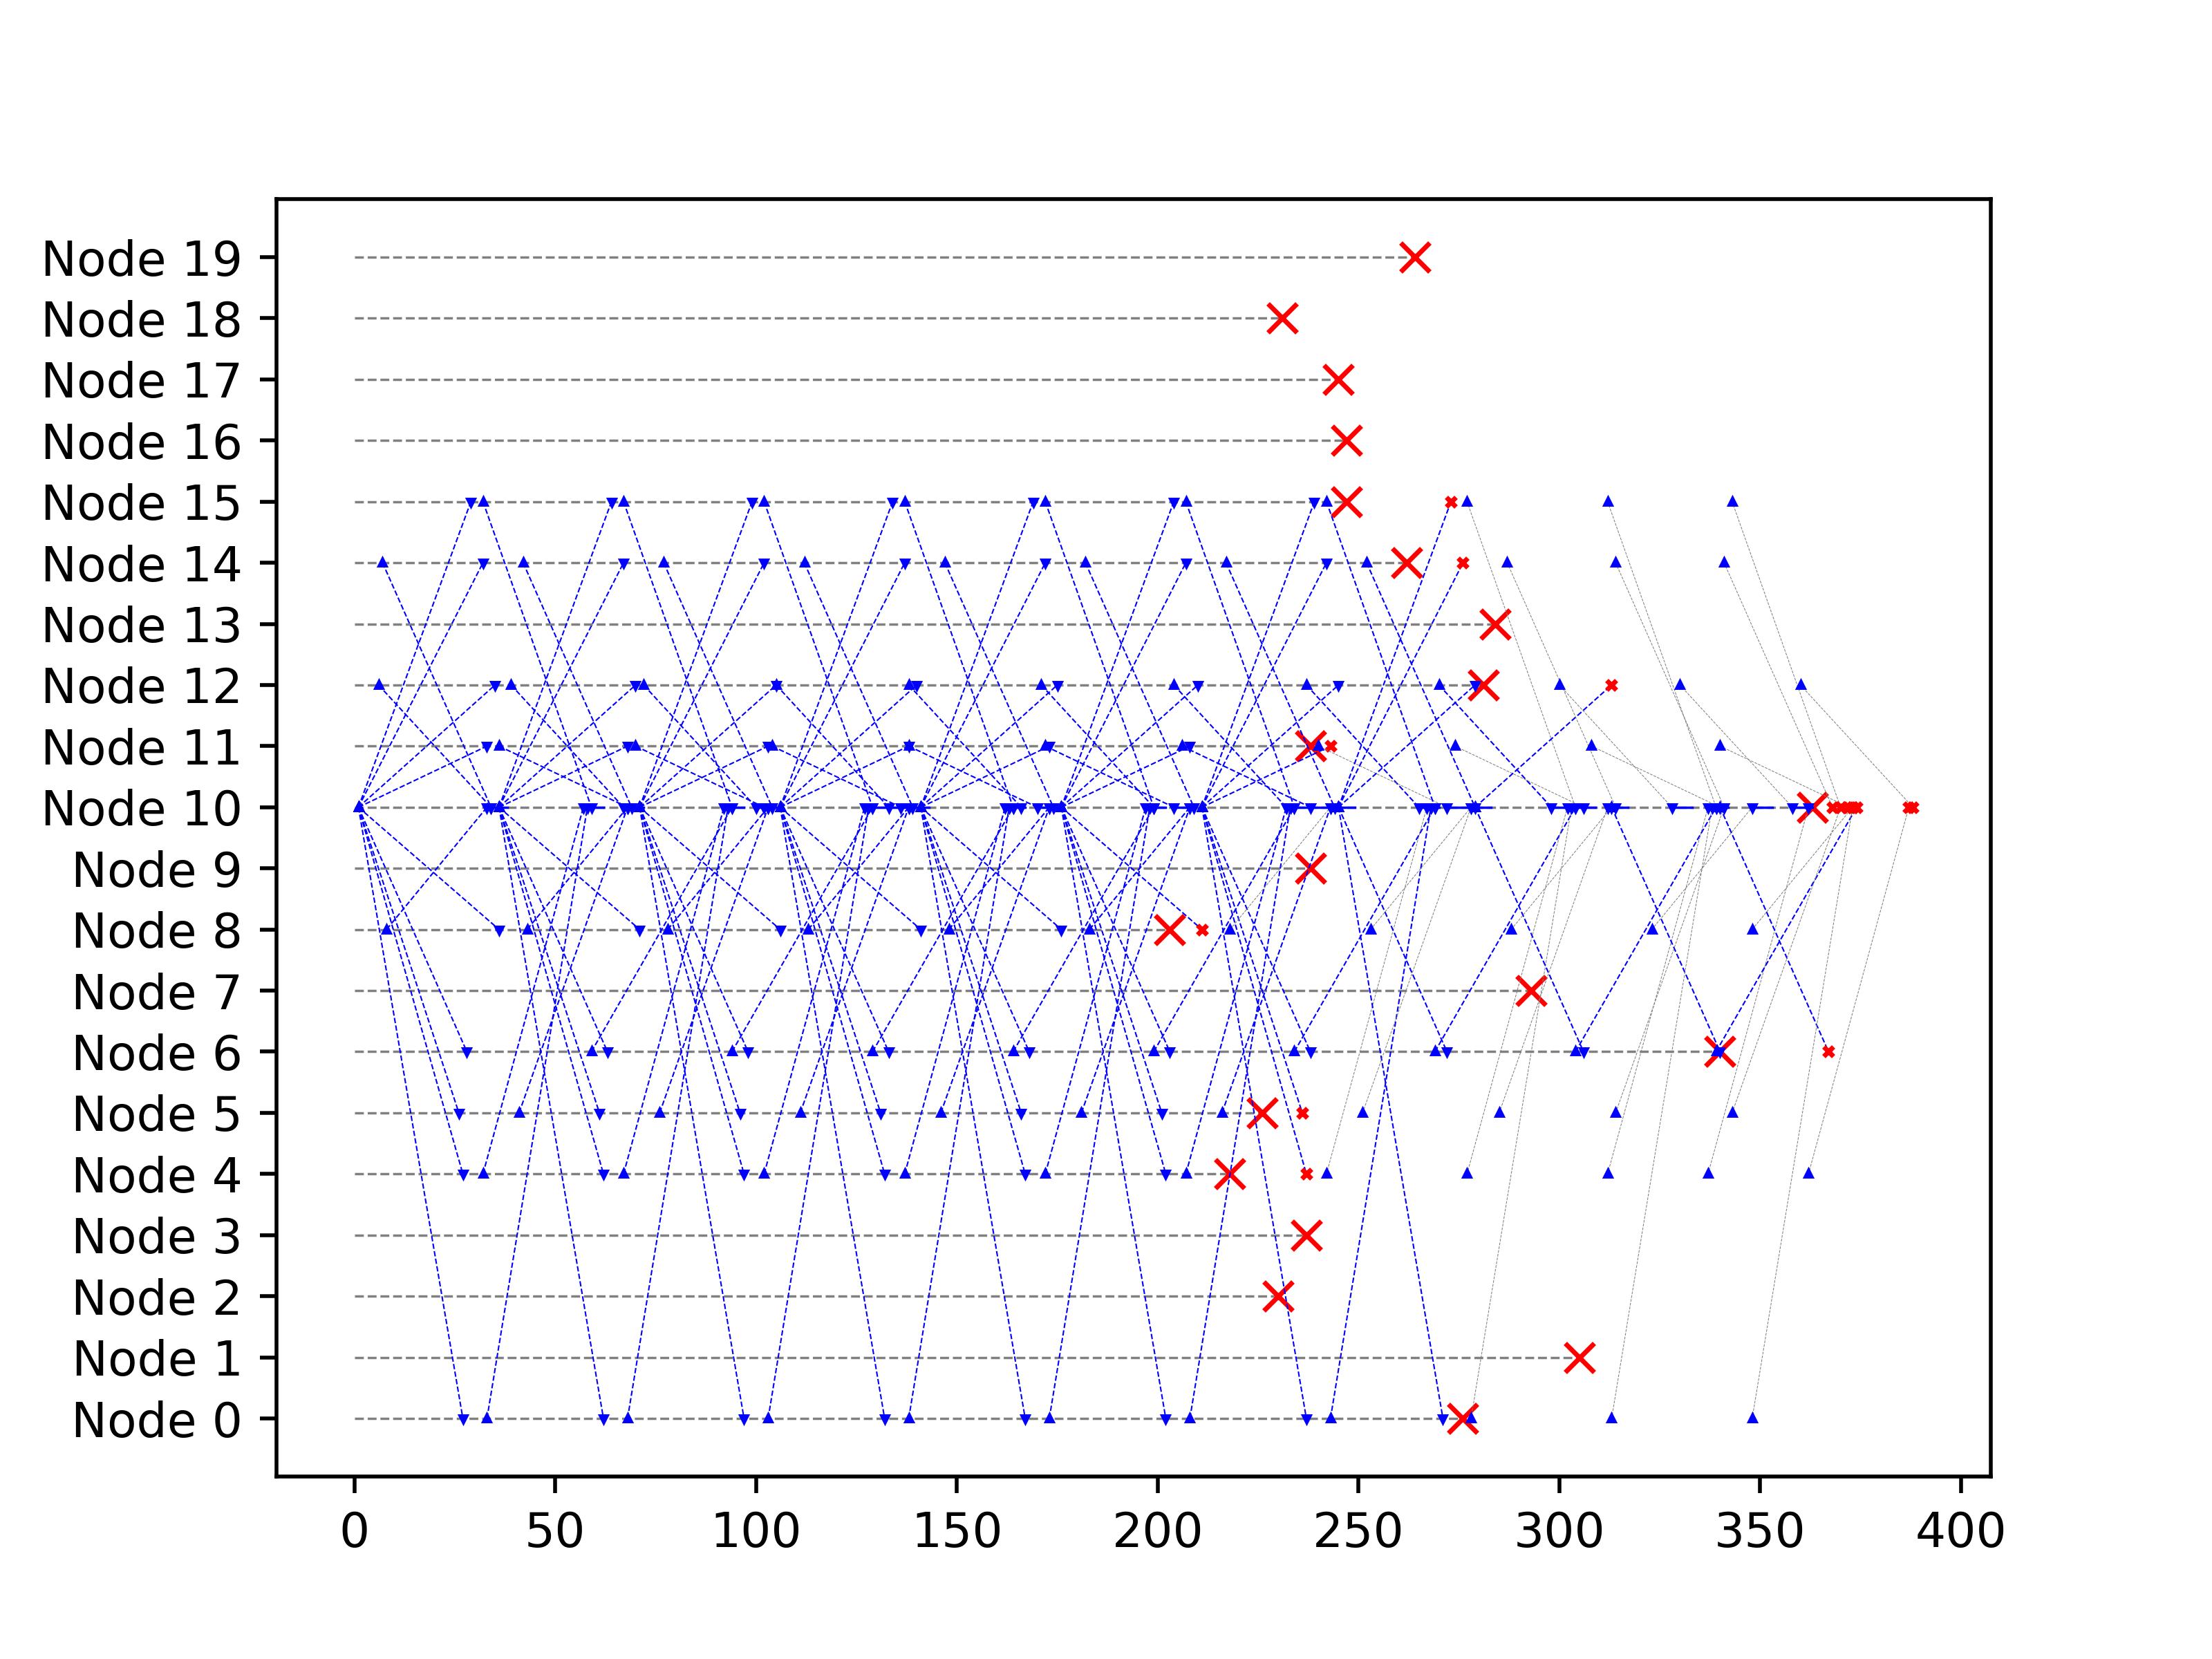 Node 19
Node 18
Node 17
Node 16
Node 15
Node 14
Node 13
Node 12
Node 11
Node 10
Node 9
Node 8
Node 7
Node 6
Node 5
Node 4
Node 3
Node 2
Node 1
Node 0
0 50 100 150 200 250 300 350 400